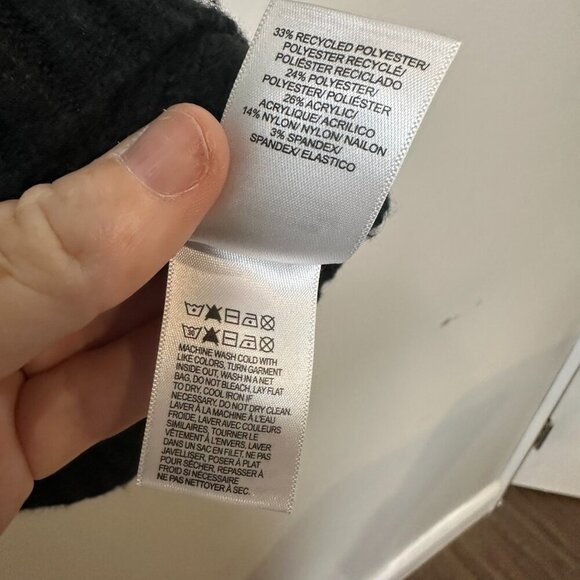 33% RECYCLED POLYESTER/
POLYESTER RECYCLÉ/
POLIÉSTER RECICLADO
24% POLYESTER/
POLYESTER/POLIÉSTER
26% ACRYLIC/
ACRYLIQUE/ACRILICO
14% NYLON/ NYLON/ NAILON
3% SPANDEX/
SPANDEX/ ELASTICO
30
MACHINE WASH COLD WITH
LIKE COLORS, TURN GARMENT
INSIDE OUT. WASH IN A NET
BAG, DO NOT BLEACH, LAY FLAT
TO DRY, COOL IRON IF
NECESSARY, DO NOT DRY CLEAN.
LAVER À LA MACHINE À L'EAU
FROIDE, LAVER AVEC COULEURS
SIMILAIRES, TOURNER LE
VÊTEMENT À L'ENVERS, LAVER
DANS UN SAC EN FILET, NE PAS
JAVELLISER, POSER À PLAT
POUR SÉCHER, REPASSER À
FROID SI NÉCESSAIRE
NE PAS NETTOYER À SEC.